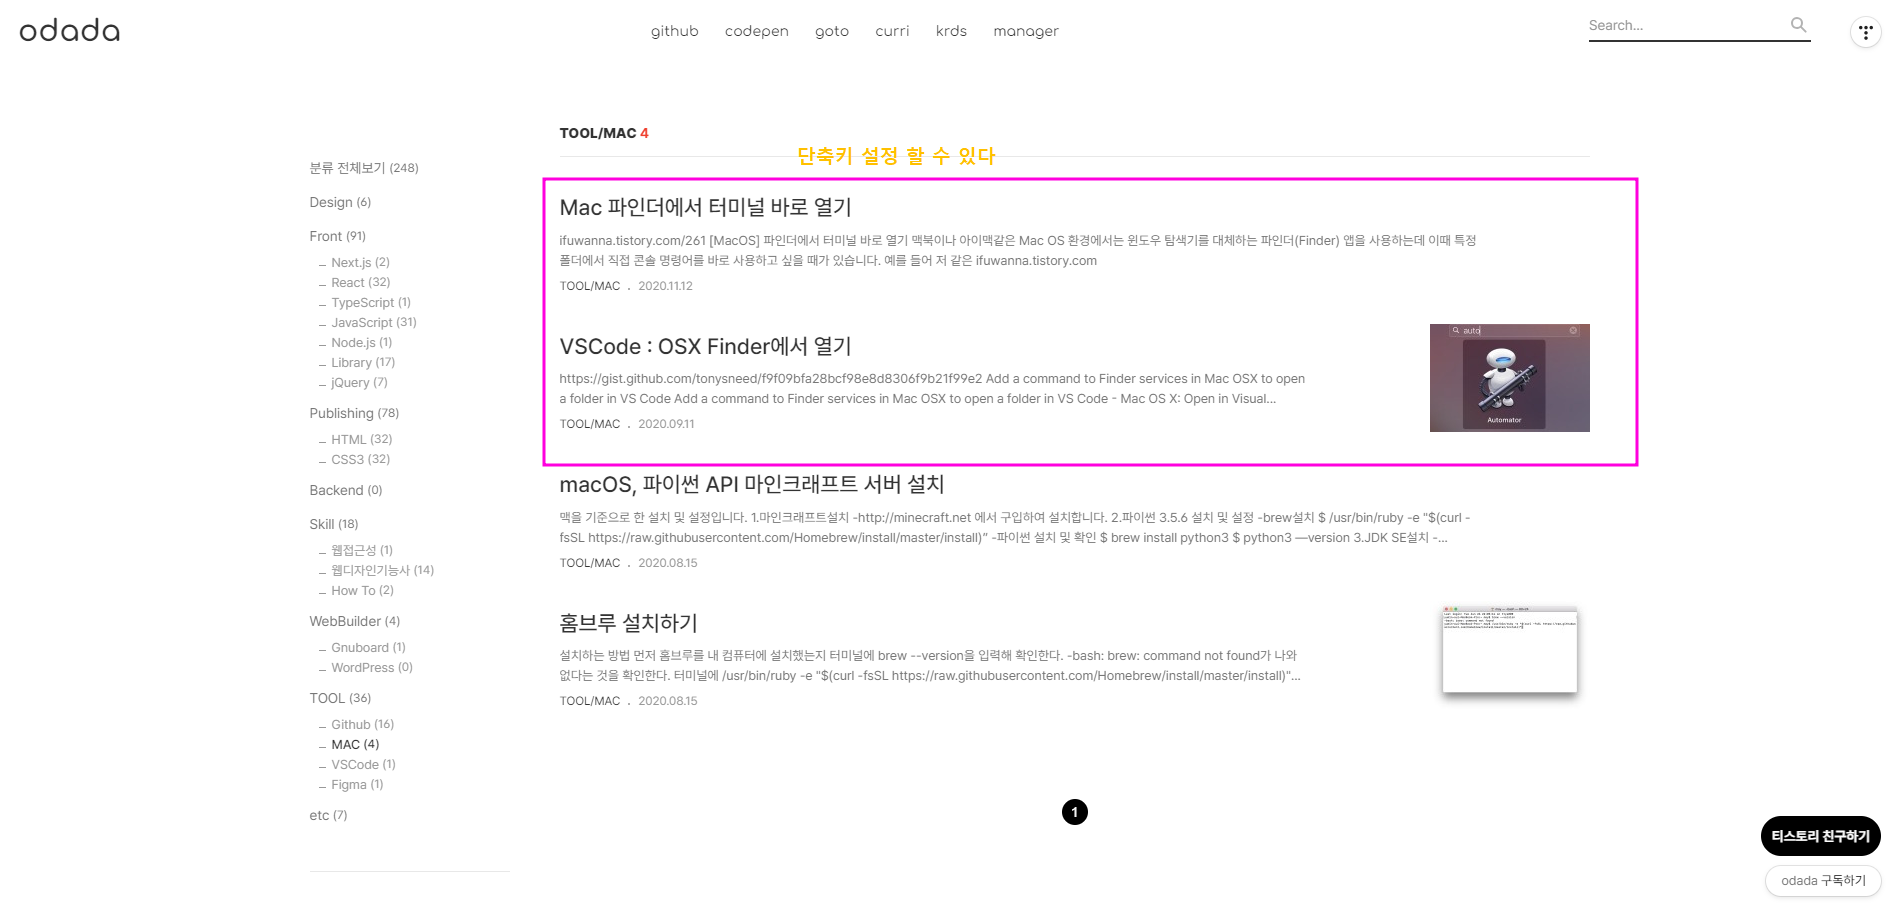 odada
github codepen goto curri krds manager
Search...
TOOL/MAC 4
단축키 설정 할 수 있다
분류 전체보기 (248)
Design (6)
Front (91)
Next.js (2)
React (32)
TypeScript (1)
JavaScript (31)
Node.js (1)
Library (17)
jQuery (7)
Publishing (78)
HTML (32)
CSS3 (32)
Backend (0)
Skill (18)
웹접근성 (1)
웹디자인기능사 (14)
How To (2)
WebBuilder (4)
Gnuboard (1)
WordPress (0)
TOOL (36)
Github (16)
MAC (4)
VSCode (1)
Figma (1)
etc (7)
Mac 파인더에서 터미널 바로 열기
ifuwanna.tistory.com/261 [MacOS] 파인더에서 터미널 바로 열기 맥북이나 아이맥같은 Mac OS 환경에서는 윈도우 탐색기를 대체하는 파인더(Finder) 앱을 사용하는데 이때 특정
폴더에서 직접 콘솔 명령어를 바로 사용하고 싶을 때가 있습니다. 예를 들어 저 같은 ifuwanna.tistory.com
TOOL/MAC . 2020.11.12
VSCode : OSX Finder에서 열기
https://gist.github.com/tonysneed/f9f09bfa28bcf98e8d8306f9b21f99e2 Add a command to Finder services in Mac OSX to open
a folder in VS Code Add a command to Finder services in Mac OSX to open a folder in VS Code - Mac OS X: Open in Visual...
TOOL/MAC . 2020.09.11
auto
Automator
macOS, 파이썬 API 마인크래프트 서버 설치
맥을 기준으로 한 설치 및 설정입니다. 1.마인크래프트설치 -http://minecraft.net 에서 구입하여 설치합니다. 2.파이썬 3.5.6 설치 및 설정 -brew설치 $ /usr/bin/ruby -e “$(curl -
fsSL https://raw.githubusercontent.com/Homebrew/install/master/install)” -파이썬 설치 및 확인 $ brew install python3 $ python3 —version 3.JDK SE설치 -...
TOOL/MAC . 2020.08.15
홈브루 설치하기
설치하는 방법 먼저 홈브루를 내 컴퓨터에 설치했는지 터미널에 brew --version을 입력해 확인한다. -bash: brew: command not found가 나와
없다는 것을 확인한다. 터미널에 /usr/bin/ruby -e "$(curl -fsSL https://raw.githubusercontent.com/Homebrew/install/master/install)"...
TOOL/MAC . 2020.08.15
1
티스토리 친구하기
odada 구독하기